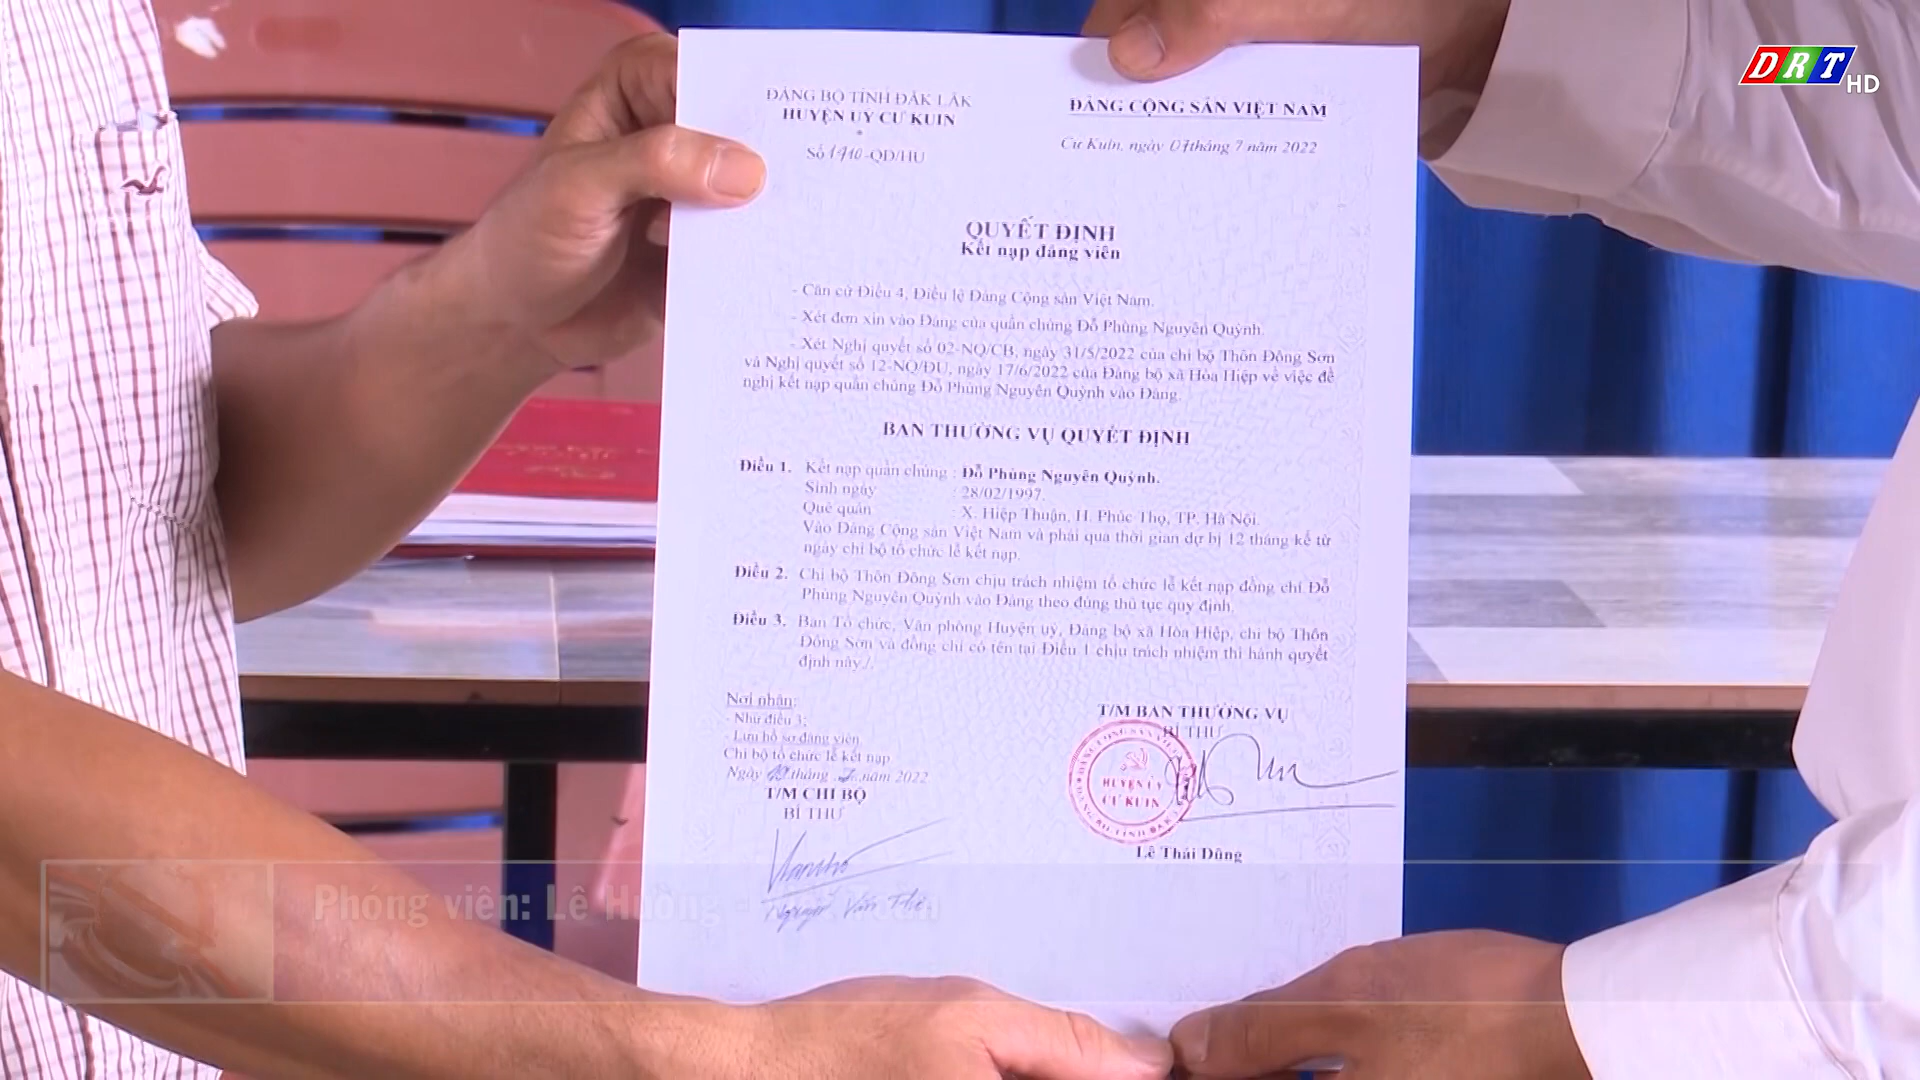 DRT HD
ĐẢNG BỘ TỈNH ĐẮK LẮK
HUYỆN UỶ CƯ KUIN
*
Số -QĐ/HU
ĐẢNG CỘNG SẢN VIỆT NAM
Cư Kuin, ngày 07 tháng 7 năm 2022
QUYẾT ĐỊNH
Kết nạp đảng viên
- Căn cứ Điều 4, Điều lệ Đảng Cộng sản Việt Nam.
- Xét đơn xin vào Đảng của quần chúng Đỗ Phùng Nguyên Quỳnh.
- Xét Nghị quyết số 02-NQ/CB, ngày 31/5/2022 của chi bộ Thôn Đông Sơn
và Nghị quyết số 12-NQ/ĐU, ngày 17/6/2022 của Đảng bộ xã Hòa Hiệp về việc đề
nghị kết nạp quần chúng Đỗ Phùng Nguyên Quỳnh vào Đảng.
BAN THƯỜNG VỤ QUYẾT ĐỊNH
Điều 1. Kết nạp quần chúng : Đỗ Phùng Nguyên Quỳnh.
Sinh ngày : 28/02/1997.
Quê quán : X. Hiệp Thuận, H. Phúc Thọ, TP. Hà Nội.
Vào Đảng Cộng sản Việt Nam và phải qua thời gian dự bị 12 tháng kể từ
ngày chi bộ tổ chức lễ kết nạp.
Điều 2. Chi bộ Thôn Đông Sơn chịu trách nhiệm tổ chức lễ kết nạp đồng chí Đỗ
Phùng Nguyên Quỳnh vào Đảng theo đúng thủ tục quy định.
Điều 3. Ban Tổ chức, Văn phòng Huyện uỷ, Đảng bộ xã Hòa Hiệp, chi bộ Thôn
Đông Sơn và đồng chí có tên tại Điều 1 chịu trách nhiệm thi hành quyết
định này./.
Nơi nhận:
- Như điều 3;
- Lưu hồ sơ đảng viên.
Chi bộ tổ chức lễ kết nạp
Ngày tháng năm 2022
T/M CHI BỘ
BÍ THƯ
T/M BAN THƯỜNG VỤ
BÍ THƯ
HUYỆN ỦY
CƯ KUIN
Lê Thái Dũng
Phóng viên: Lê Hường -